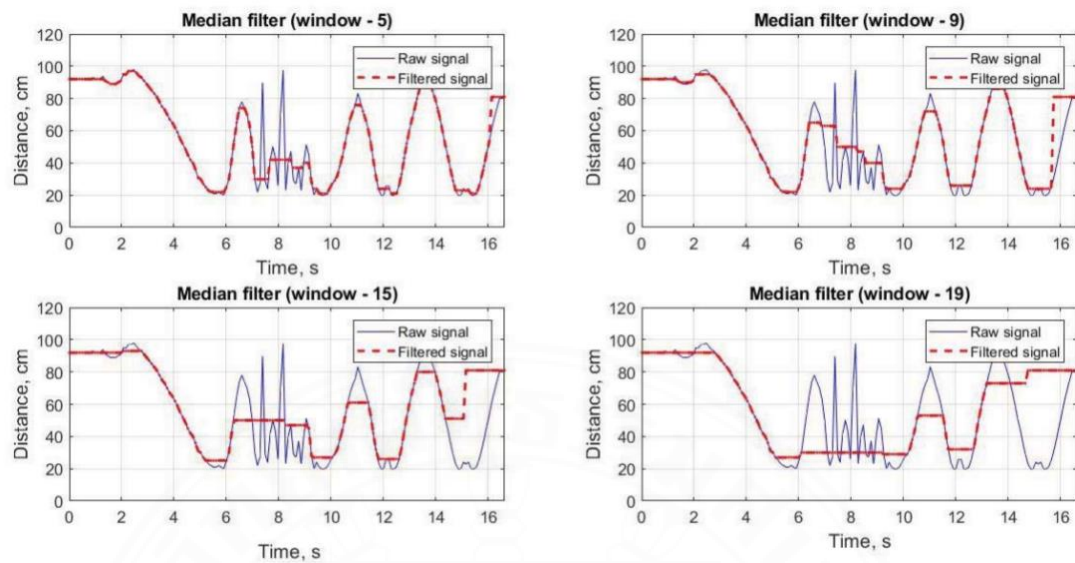 Median filter (window - 5)
120
100
80
60
40
20
0
Distance, cm
Raw signal
Filtered signal
0 2 4 6 8 10 12 14 16
Time, s
Median filter (window - 9)
120
100
80
60
40
20
0
Distance, cm
Raw signal
Filtered signal
0 2 4 6 8 10 12 14 16
Time, s
Median filter (window - 15)
120
100
80
60
40
20
0
Distance, cm
Raw signal
Filtered signal
0 2 4 6 8 10 12 14 16
Time, s
Median filter (window - 19)
120
100
80
60
40
20
0
Distance, cm
Raw signal
Filtered signal
0 2 4 6 8 10 12 14 16
Time, s